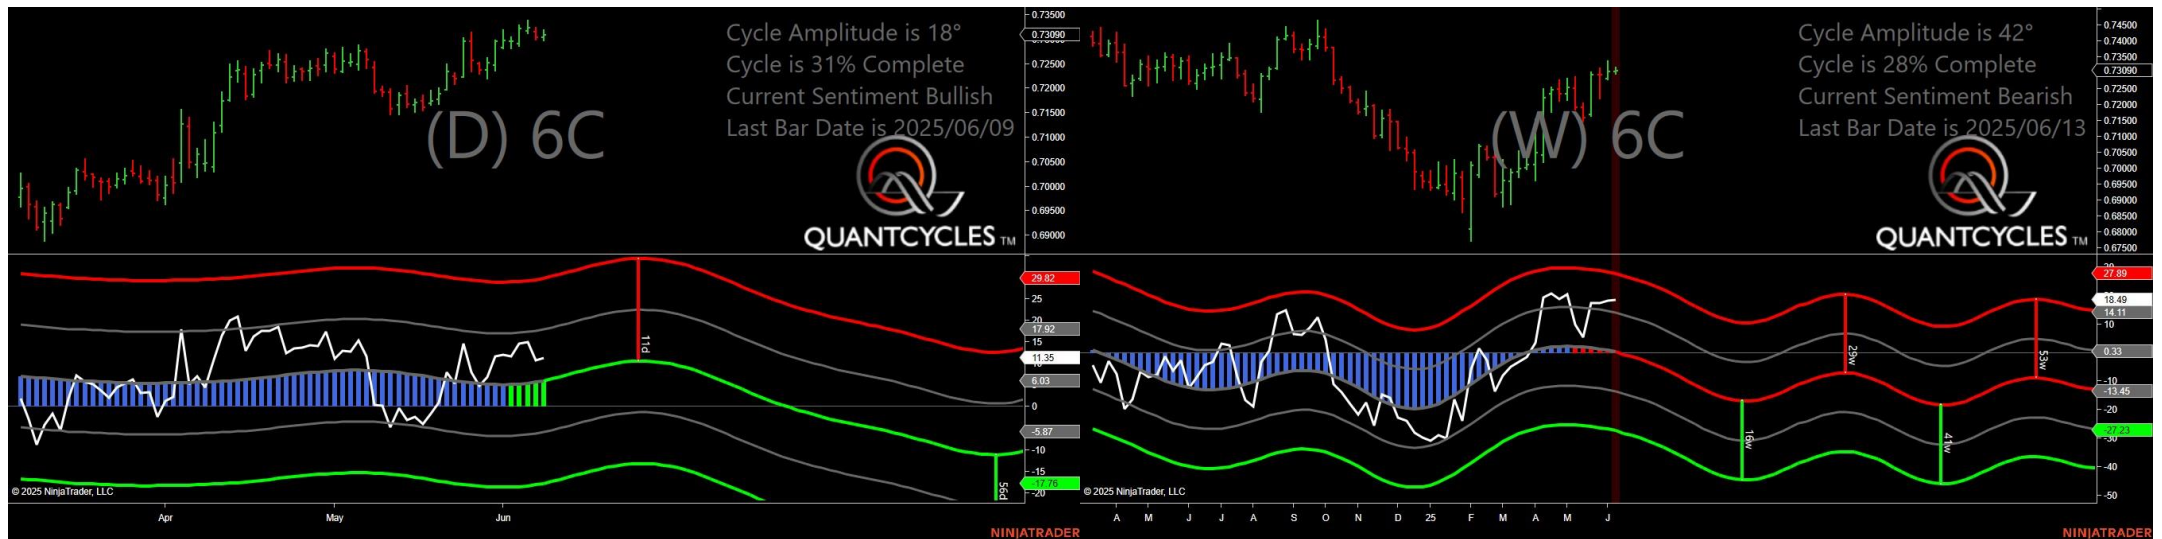 Cycle Amplitude is 18°
Cycle is 31% Complete
Current Sentiment Bullish
Last Bar Date is 2025/06/09
(D) 6C
QUANTCYCLES TM
0.73500
0.73090
0.72500
0.72000
0.71500
0.71000
0.70500
0.70000
0.69500
0.69000
29.82
25
20
17.92
15
11.35
6.03
0
-5.87
-10
-15
-17.76
-20
11d
56d
© 2025 NinjaTrader, LLC
Apr May Jun
NINJATRADER
Cycle Amplitude is 42°
Cycle is 28% Complete
Current Sentiment Bearish
Last Bar Date is 2025/06/13
(W) 6C
QUANTCYCLES TM
0.74500
0.74000
0.73500
0.73090
0.72500
0.72000
0.71500
0.71000
0.70500
0.70000
0.69500
0.69000
0.68500
0.68000
0.67500
27.89
18.49
14.11
10
0.33
-10
-13.45
-20
-27.23
-30
-40
-50
16w
29w
41w
53w
© 2025 NinjaTrader, LLC
A M J J A S O N D 25 F M A M J
NINJATRADER